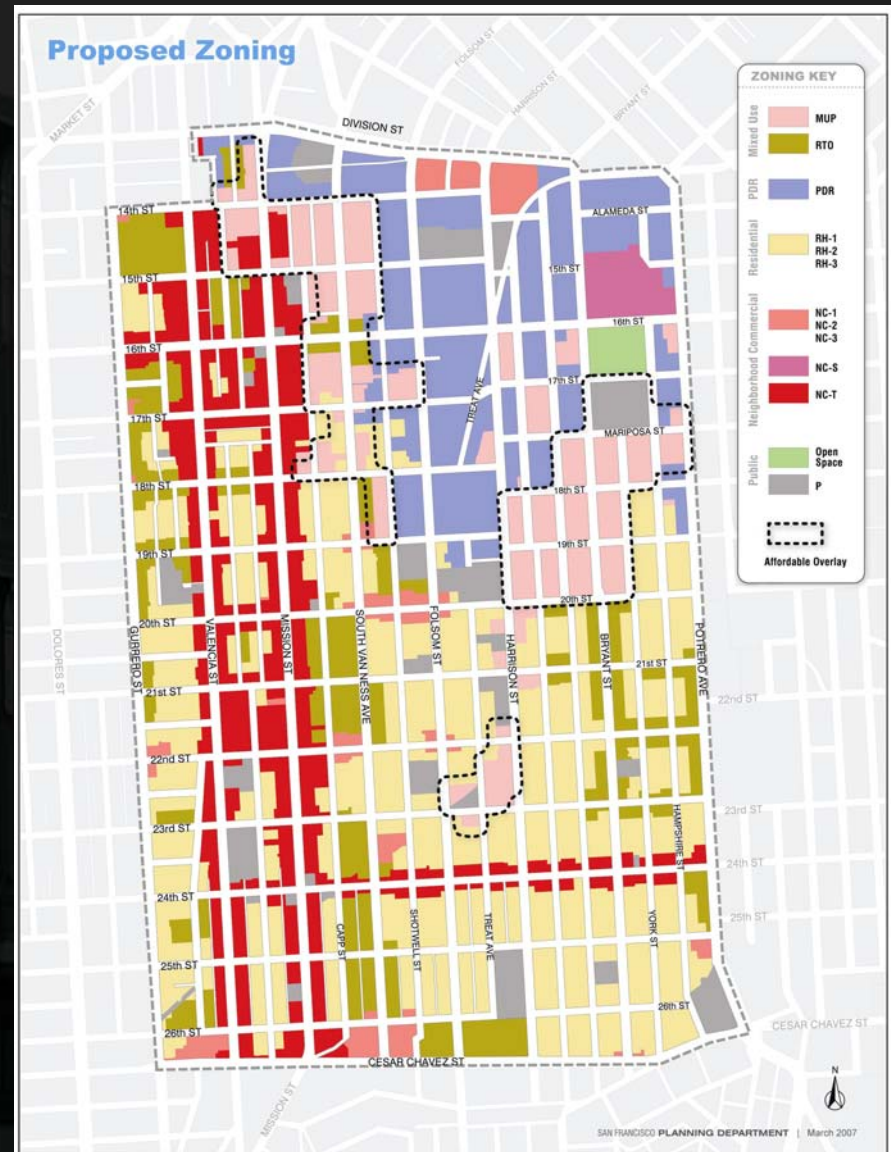 Proposed Zoning
FOLSOM ST
HARRISON ST
BRYANT ST
MARKET ST
DIVISION ST
ZONING KEY
Mixed Use
MUP
RTO
PDR
PDR
Residential
RH-1
RH-2
RH-3
Neighborhood Commercial
NC-1
NC-2
NC-3
NC-S
NC-T
Public
Open
Space
P
Affordable Overlay
14th ST
ALAMEDA ST
15th ST
15th ST
16th ST
16th ST
17th ST
TREAT AVE
17th ST
MARIPOSA ST
18th ST
18th ST
19th ST
19th ST
20th ST
20th ST
DOLORES ST
GURRERO ST
VALENCIA ST
MISSION ST
SOUTH VAN NESS AVE
FOLSOM ST
HARRISON ST
BRYANT ST
POTRERO AVE
21st ST
21st ST
22nd ST
22nd ST
23rd ST
23rd ST
HAMPSHIRE ST
24th ST
24th ST
CAPP ST
SHOTWELL ST
TREAT AVE
YORK ST
25th ST
25th ST
26th ST
26th ST
CESAR CHAVEZ ST
CESAR CHAVEZ ST
MISSION ST
N
SAN FRANCISCO PLANNING DEPARTMENT | March 2007